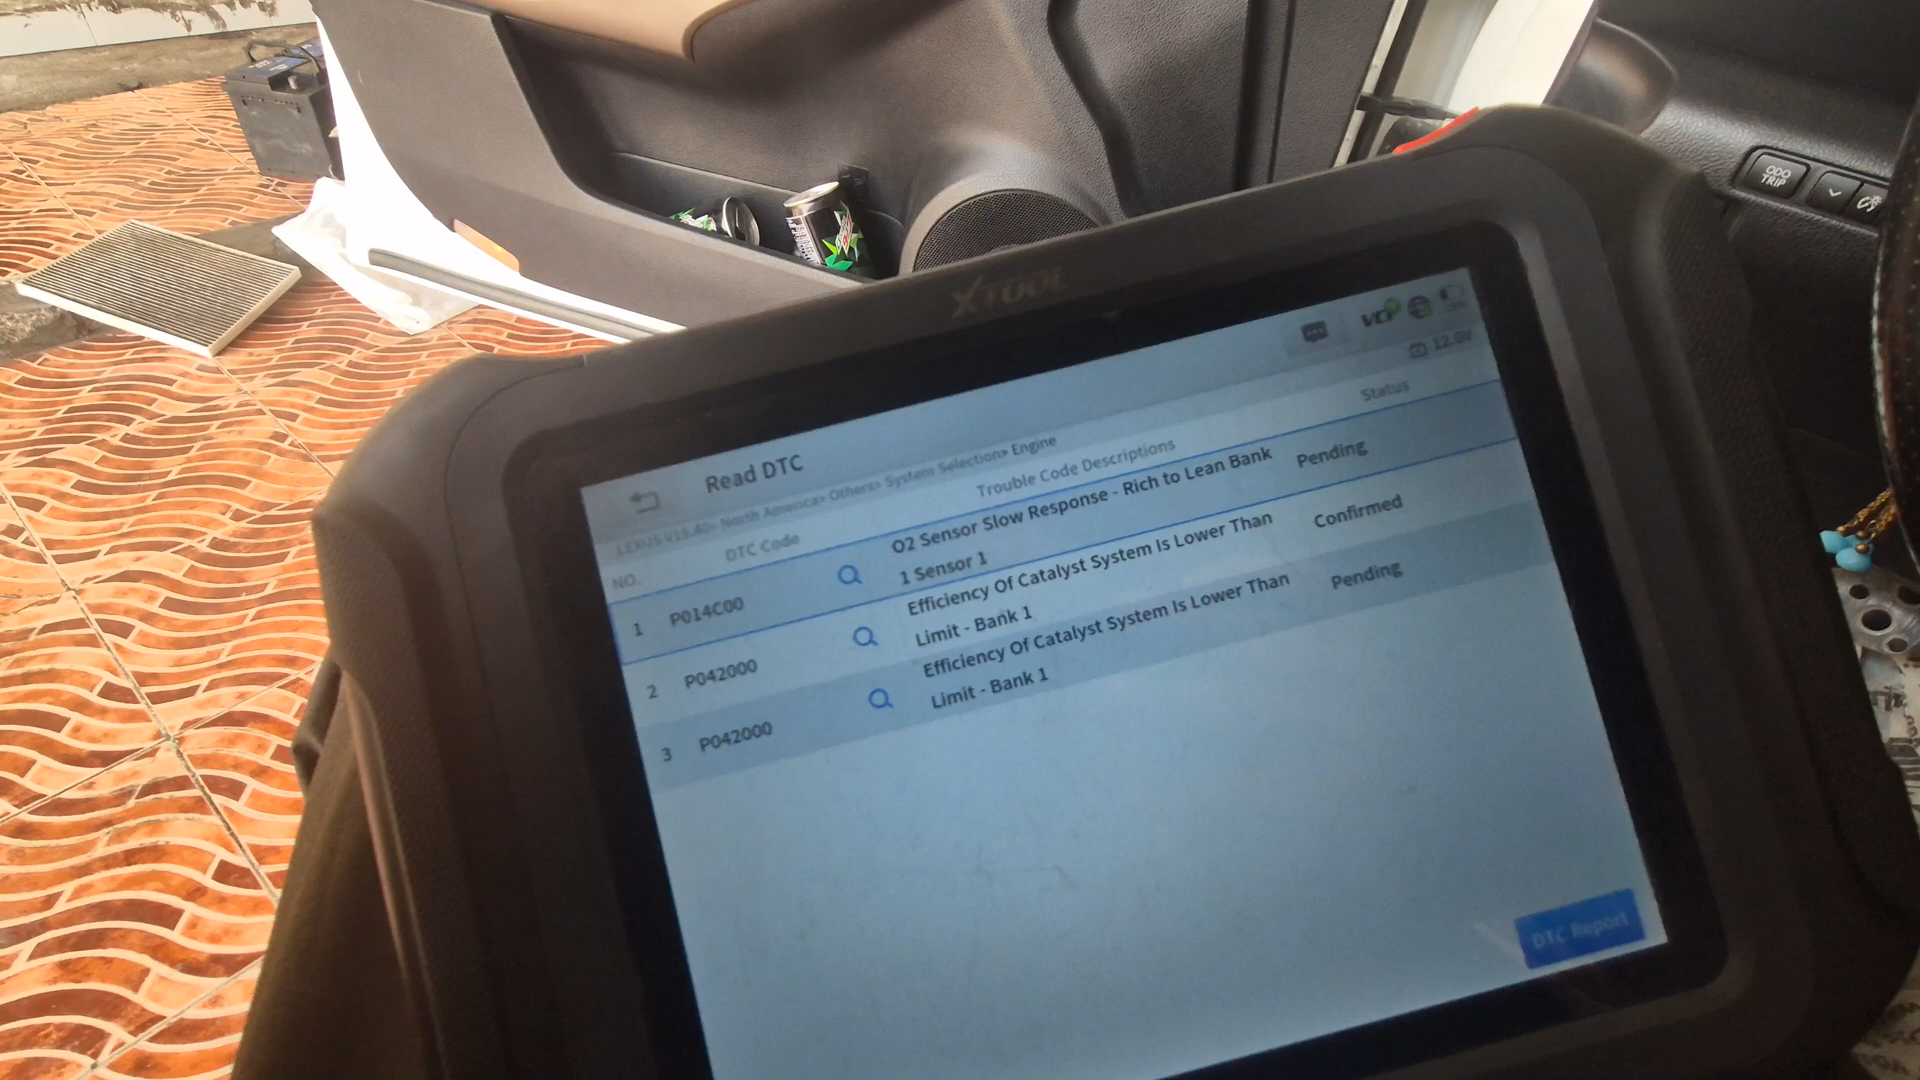 ODO
TRIP
XTOOL
VCI
12.0V
Read DTC
LEXUS V15.40> North America> Others> System Selection> Engine
NO.
DTC Code
Trouble Code Descriptions
Status
1
P014C00
O2 Sensor Slow Response - Rich to Lean Bank
1 Sensor 1
Pending
2
P042000
Efficiency Of Catalyst System Is Lower Than
Limit - Bank 1
Confirmed
3
P042000
Efficiency Of Catalyst System Is Lower Than
Limit - Bank 1
Pending
DTC Report